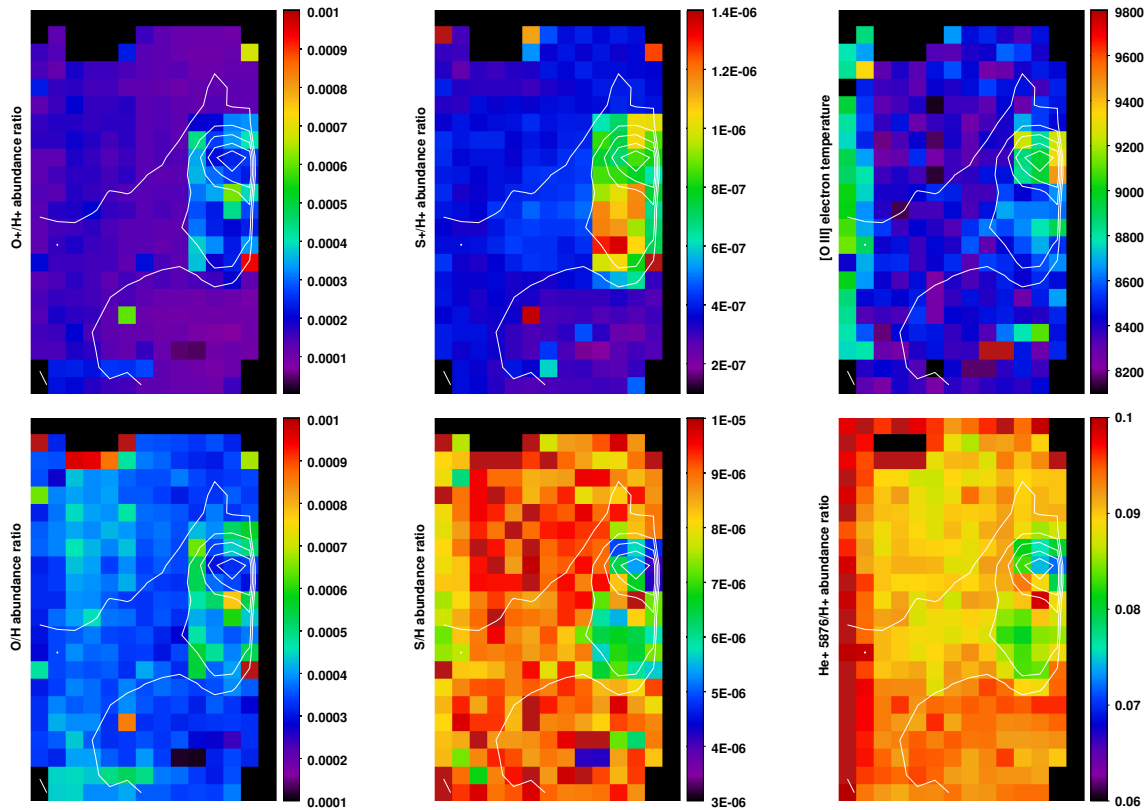 O+/H+ abundance ratio
0.001
0.0009
0.0008
0.0007
0.0006
0.0005
0.0004
0.0003
0.0002
0.0001
S+/H+ abundance ratio
1.4E-06
1.2E-06
1E-06
8E-07
6E-07
4E-07
2E-07
[O III] electron temperature
9800
9600
9400
9200
9000
8800
8600
8400
8200
O/H abundance ratio
0.001
0.0009
0.0008
0.0007
0.0006
0.0005
0.0004
0.0003
0.0002
0.0001
S/H abundance ratio
1E-05
9E-06
8E-06
7E-06
6E-06
5E-06
4E-06
3E-06
He+ 5876/H+ abundance ratio
0.1
0.09
0.08
0.07
0.06